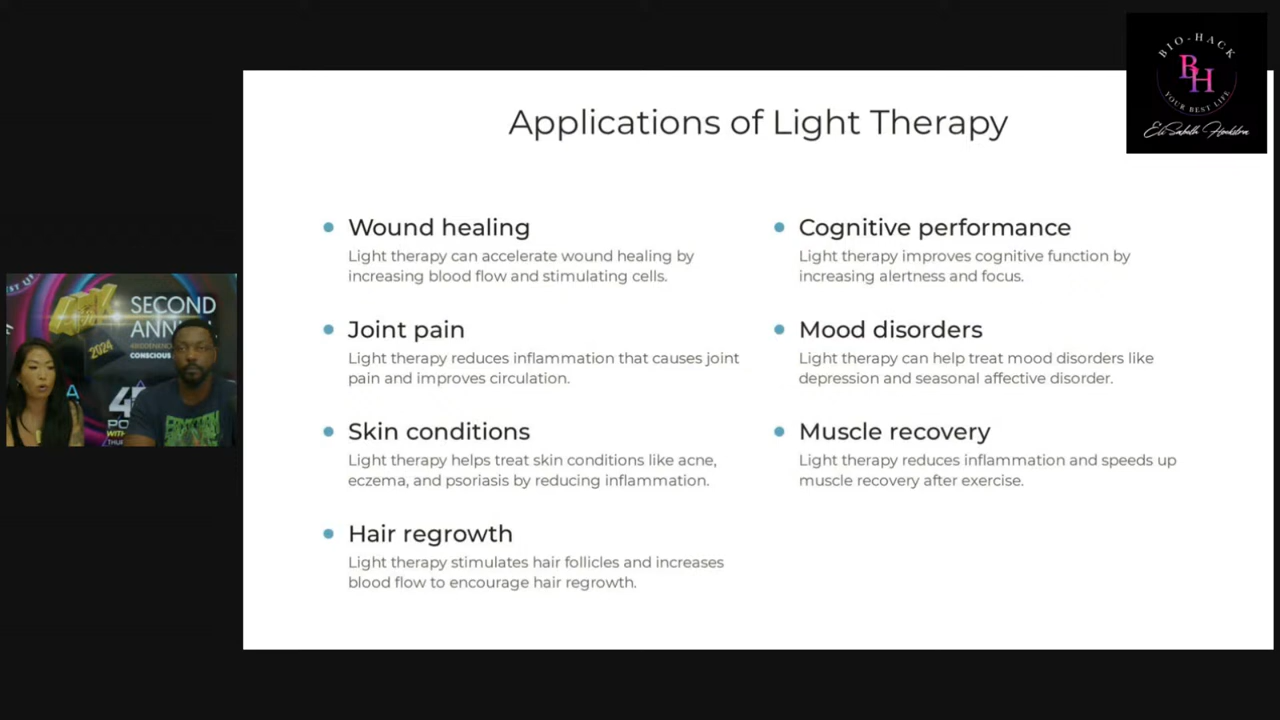 Applications of Light Therapy
Wound healing
Light therapy can accelerate wound healing by
increasing blood flow and stimulating cells.
Joint pain
Light therapy reduces inflammation that causes joint
pain and improves circulation.
Skin conditions
Light therapy helps treat skin conditions like acne,
eczema, and psoriasis by reducing inflammation.
Hair regrowth
Light therapy stimulates hair follicles and increases
blood flow to encourage hair regrowth.
Cognitive performance
Light therapy improves cognitive function by
increasing alertness and focus.
Mood disorders
Light therapy can help treat mood disorders like
depression and seasonal affective disorder.
Muscle recovery
Light therapy reduces inflammation and speeds up
muscle recovery after exercise.
BIO-HACK
BH
YOUR BEST LIFE
SECOND
2024
CONSCIOUS